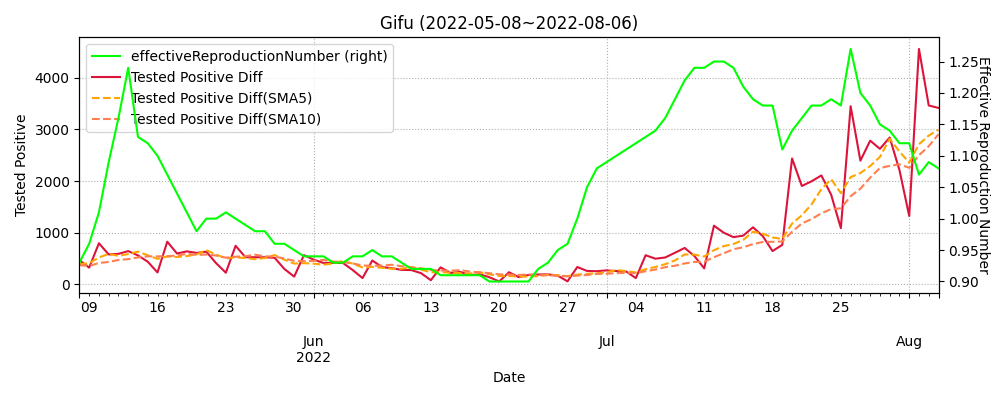 Gifu (2022-05-08~2022-08-06)
effectiveReproductionNumber (right)
Tested Positive Diff
Tested Positive Diff(SMA5)
Tested Positive Diff(SMA10)
Tested Positive
4000
3000
2000
1000
0
1.25
1.20
1.15
1.10
1.05
1.00
0.95
0.90
Effective Reproduction Number
09 16 23 30 06 13 20 27 04 11 18 25
Jun Jul Aug
2022
Date